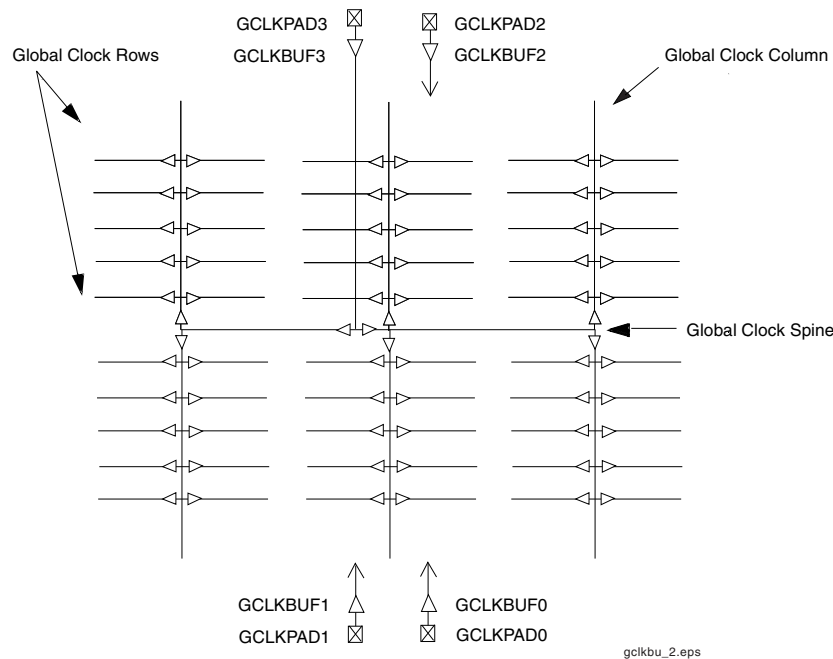 GCLKPAD3 GCLKPAD2
Global Clock Rows GCLKBUF3 GCLKBUF2 Global Clock Column
Global Clock Spine
GCLKBUF1 GCLKBUF0
GCLKPAD1 GCLKPAD0
gclkbu_2.eps